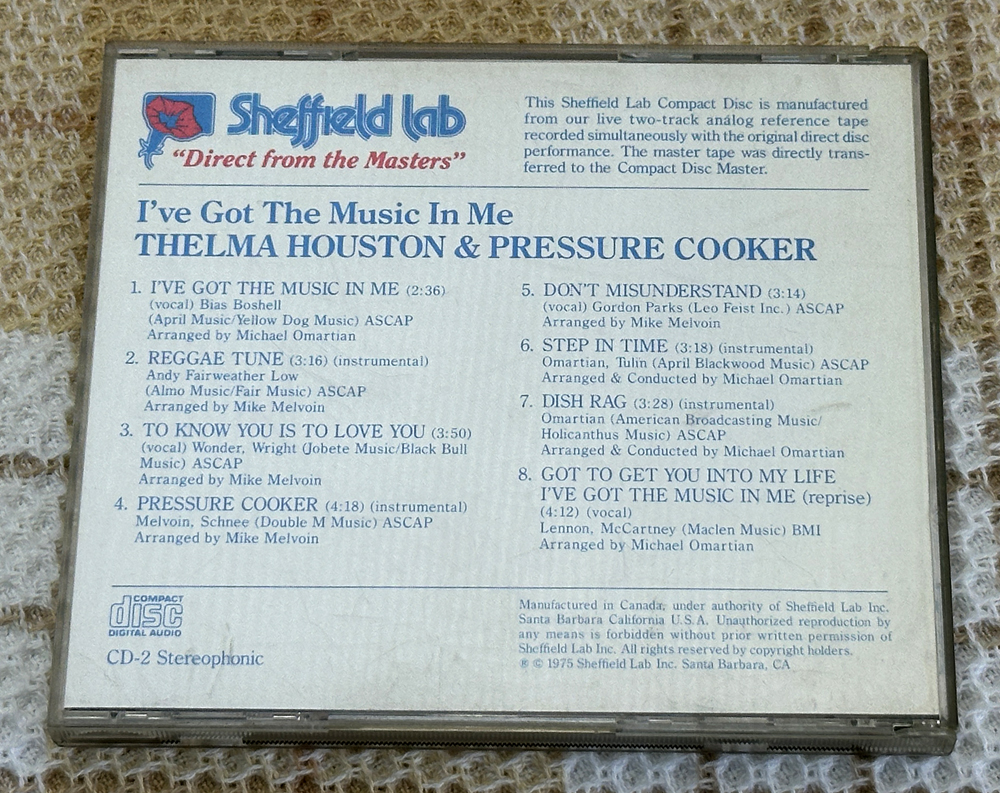 Sheffield lab
"Direct from the Masters"
This Sheffield Lab Compact Disc is manufactured
from our live two-track analog reference tape
recorded simultaneously with the original direct disc
performance. The master tape was directly trans-
ferred to the Compact Disc Master.
I've Got The Music In Me
THELMA HOUSTON & PRESSURE COOKER
1. I'VE GOT THE MUSIC IN ME (2:36)
(vocal) Bias Boshell
(April Music/Yellow Dog Music) ASCAP
Arranged by Michael Omartian
2. REGGAE TUNE (3:16) (instrumental)
Andy Fairweather Low
(Almo Music/Fair Music) ASCAP
Arranged by Mike Melvoin
3. TO KNOW YOU IS TO LOVE YOU (3:50)
(vocal) Wonder, Wright (Jobete Music/Black Bull
Music) ASCAP
Arranged by Mike Melvoin
4. PRESSURE COOKER (4:18) (instrumental)
Melvoin, Schnee (Double M Music) ASCAP
Arranged by Mike Melvoin
5. DON'T MISUNDERSTAND (3:14)
(vocal) Gordon Parks (Leo Feist Inc.) ASCAP
Arranged by Mike Melvoin
6. STEP IN TIME (3:18) (instrumental)
Omartian, Tulin (April Blackwood Music) ASCAP
Arranged & Conducted by Michael Omartian
7. DISH RAG (3:28) (instrumental)
Omartian (American Broadcasting Music/
Holicanthus Music) ASCAP
Arranged & Conducted by Michael Omartian
8. GOT TO GET YOU INTO MY LIFE
I'VE GOT THE MUSIC IN ME (reprise)
(4:12) (vocal)
Lennon, McCartney (Maclen Music) BMI
Arranged by Michael Omartian
COMPACT
disc
DIGITAL AUDIO
CD-2 Stereophonic
Manufactured in Canada, under authority of Sheffield Lab Inc.
Santa Barbara California U.S.A. Unauthorized reproduction by
any means is forbidden without prior written permission of
Sheffield Lab Inc. All rights reserved by copyright holders.
℗ © 1975 Sheffield Lab Inc. Santa Barbara, CA